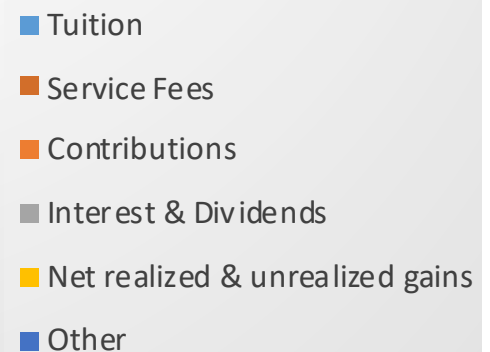 Tuition
Service Fees
Contributions
Interest & Dividends
Net realized & unrealized gains
Other